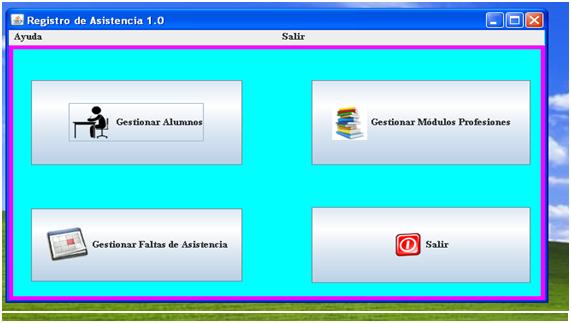 Registro de Asistencia 1.0
Ayuda Salir
Gestionar Alumnos
Gestionar Módulos Profesiones
Gestionar Faltas de Asistencia
Salir